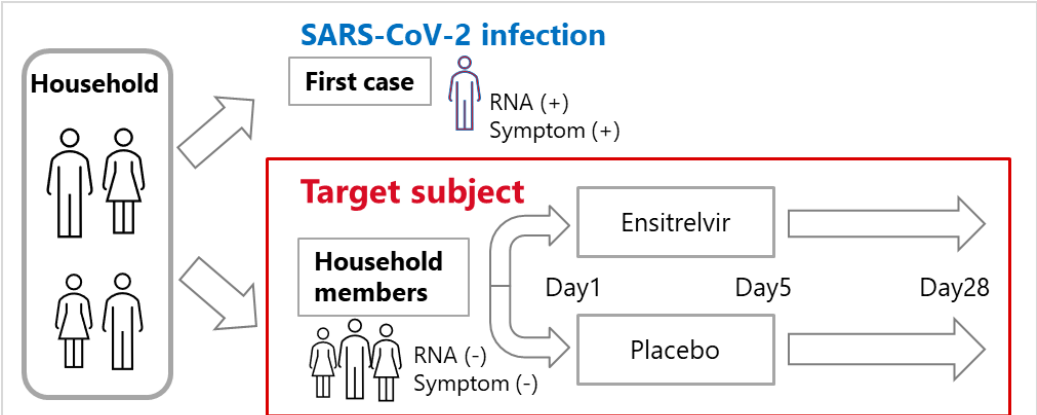 Household
SARS-CoV-2 infection
First case
RNA (+)
Symptom (+)
Target subject
Household
members
RNA (-)
Symptom (-)
Ensitrelvir
Day1
Day5
Day28
Placebo